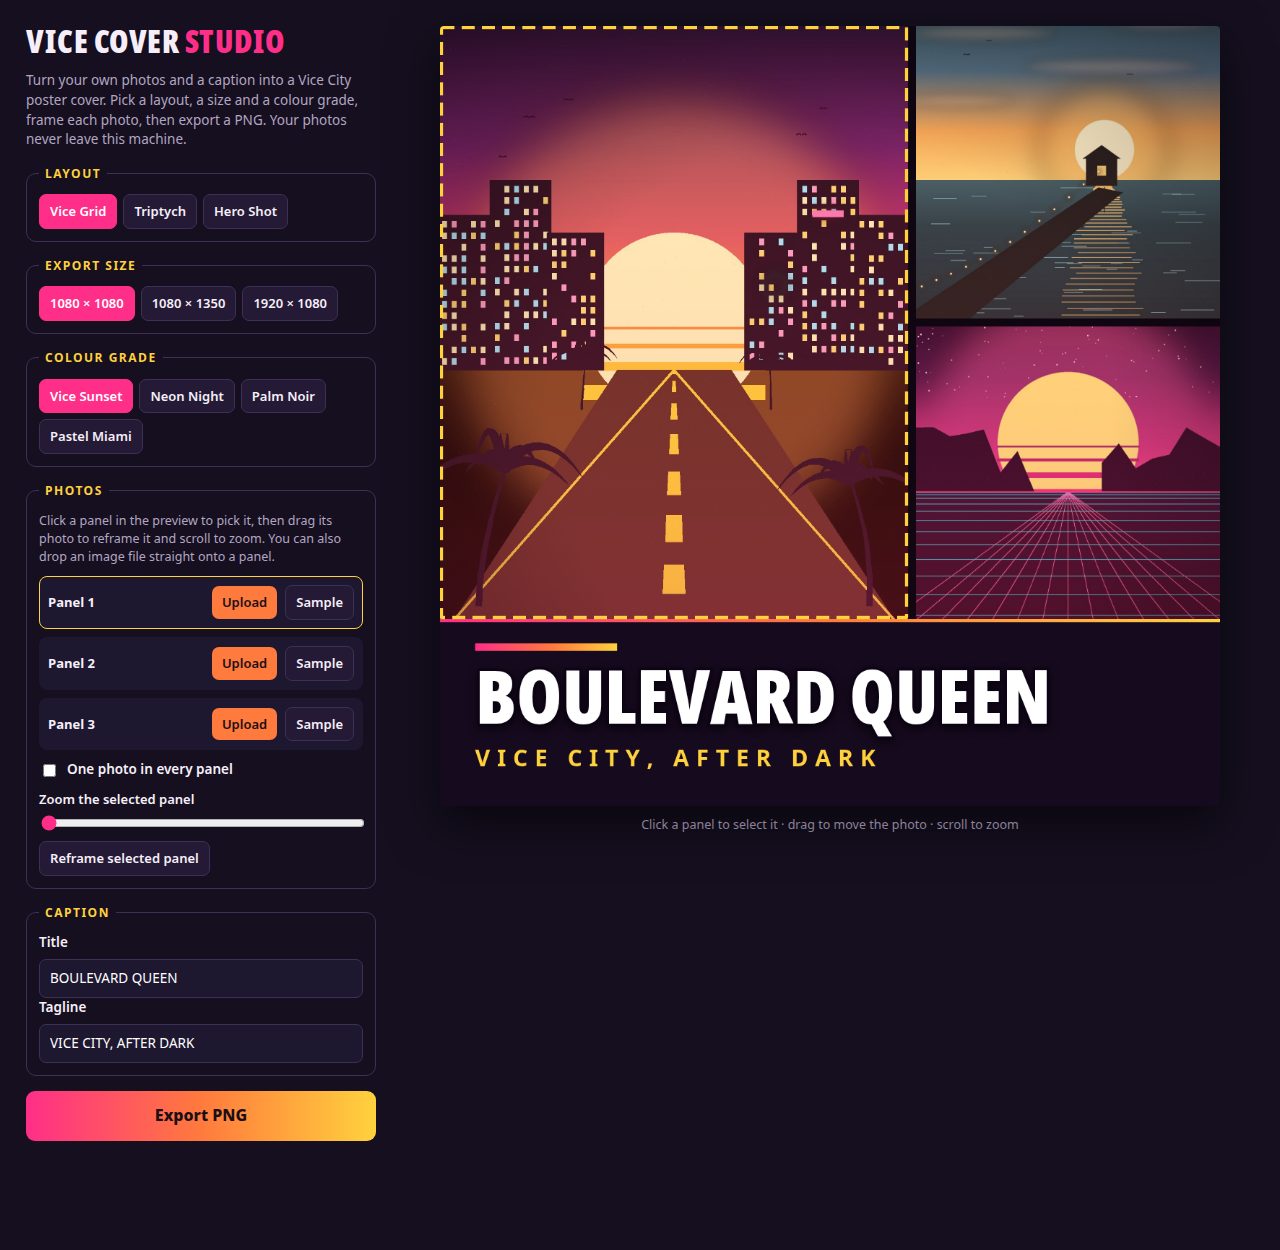 VICE COVER STUDIO
Turn your own photos and a caption into a Vice City
poster cover. Pick a layout, a size and a colour grade,
frame each photo, then export a PNG. Your photos
never leave this machine.
LAYOUT
Vice Grid
Triptych
Hero Shot
EXPORT SIZE
1080 × 1080
1080 × 1350
1920 × 1080
COLOUR GRADE
Vice Sunset
Neon Night
Palm Noir
Pastel Miami
PHOTOS
Click a panel in the preview to pick it, then drag its
photo to reframe it and scroll to zoom. You can also
drop an image file straight onto a panel.
Panel 1
Upload
Sample
Panel 2
Upload
Sample
Panel 3
Upload
Sample
One photo in every panel
Zoom the selected panel
Reframe selected panel
CAPTION
Title
BOULEVARD QUEEN
Tagline
VICE CITY, AFTER DARK
Export PNG
BOULEVARD QUEEN
VICE CITY, AFTER DARK
Click a panel to select it · drag to move the photo · scroll to zoom